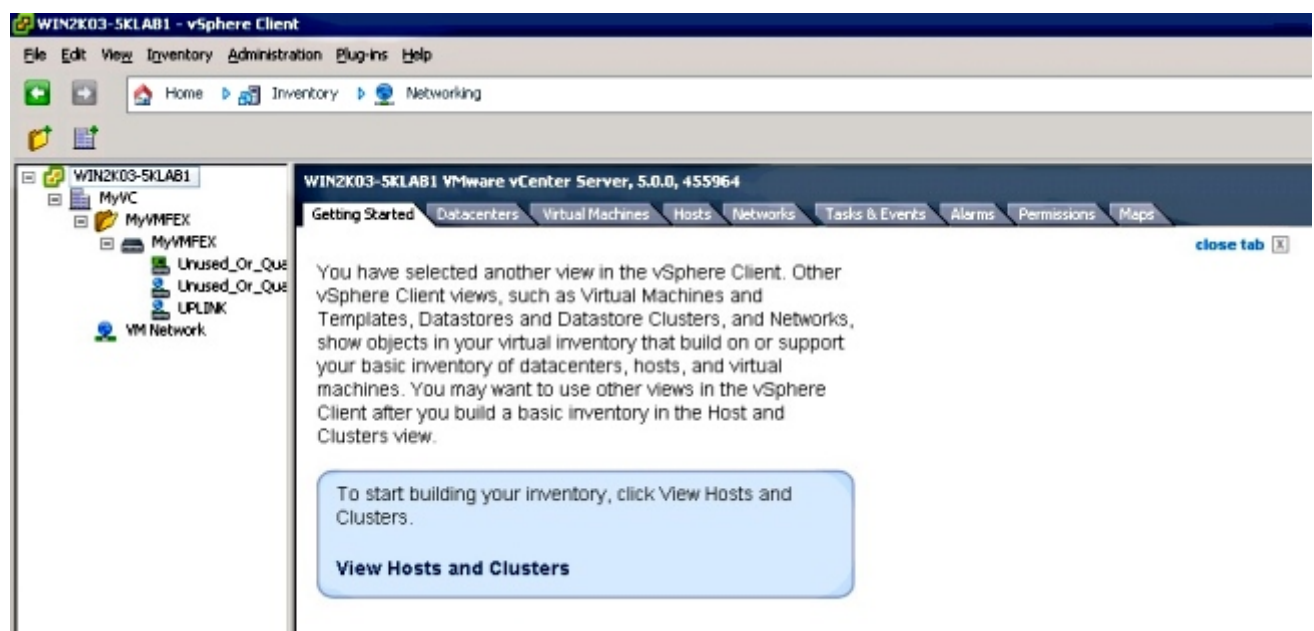 WIN2K03-5KLAB1 - vSphere Client
File Edit View Inventory Administration Plug-ins Help
Home Inventory Networking
WIN2K03-5KLAB1
MyVC
MyVMFEX
MyVMFEX
Unused_Or_Qua
Unused_Or_Qua
UPLINK
VM Network
WIN2K03-5KLAB1 VMware vCenter Server, 5.0.0, 455964
Getting Started Datacenters Virtual Machines Hosts Networks Tasks & Events Alarms Permissions Maps
close tab X
You have selected another view in the vSphere Client. Other
vSphere Client views, such as Virtual Machines and
Templates, Datastores and Datastore Clusters, and Networks,
show objects in your virtual inventory that build on or support
your basic inventory of datacenters, hosts, and virtual
machines. You may want to use other views in the vSphere
Client after you build a basic inventory in the Host and
Clusters view.
To start building your inventory, click View Hosts and
Clusters.
View Hosts and Clusters